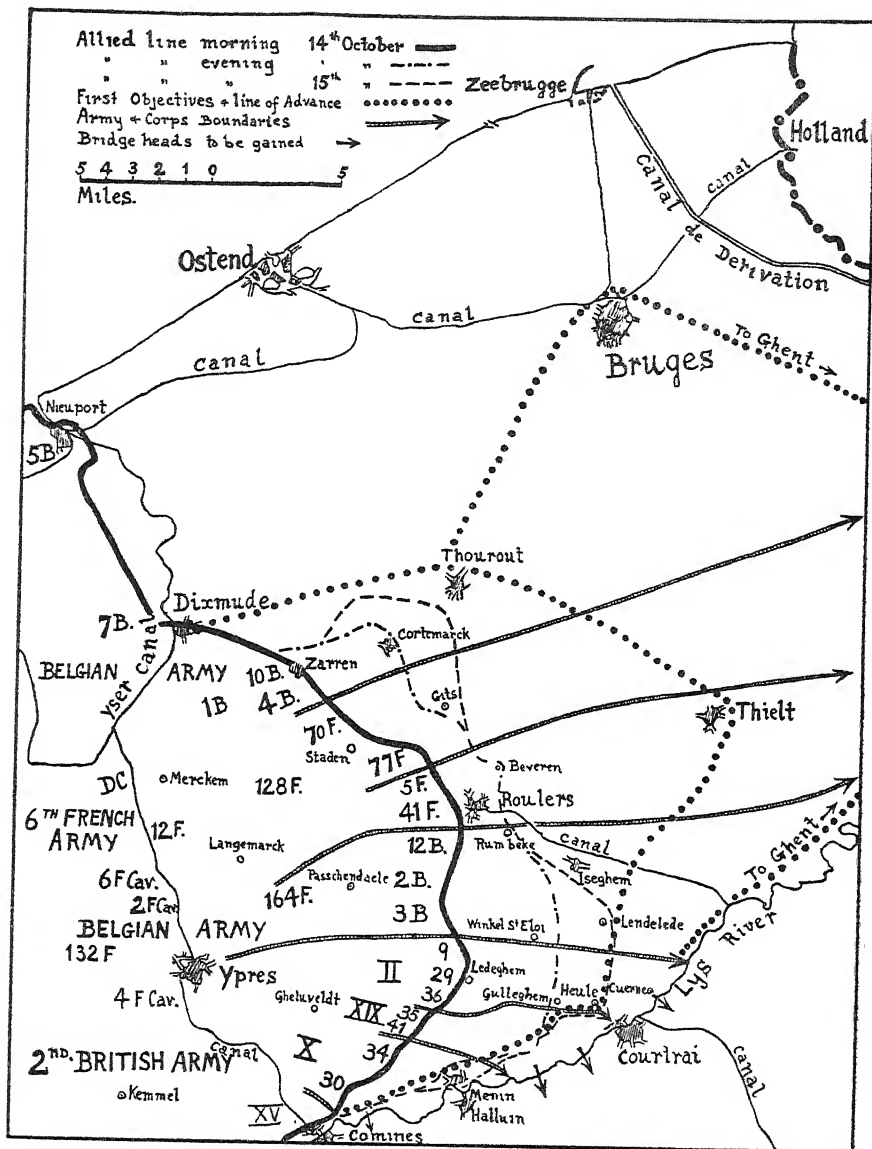 Allied line morning 14th October
" " evening " "
" " " 15th "
First Objectives & line of Advance
Army & Corps Boundaries
Bridge heads to be gained →
5 4 3 2 1 0 5
Miles.
Zeebrugge
Holland
Canal de Derivation
canal
Ostend
canal
canal
Bruges
To Ghent →
Nieuport
5B.
Thourout
Dixmude
7B.
Cortemarck
Zarren
BELGIAN ARMY
10B.
1B
4B.
yser canal
Gits
Thielt
70F.
Staden
77F
Beveren
DC
Merckem
128F.
5F.
Roulers
41F.
6TH FRENCH
ARMY
12F.
Langemarck
12B.
Rumbeke
canal
To Ghent →
Passchendaele
2B.
Iseghem
6F Cav.
164F.
2F Cav.
3B
Lendelede
BELGIAN ARMY
Winkel St Eloi
Lys River
132F
9
Ypres
II
29
Ledeghem
4F Cav.
Gheluveldt
36
Gulleghem
Heule
Cuerne
XIX
35
41
Courtrai
canal
canal
X
34
2ND. BRITISH ARMY
30
Kemmel
Menin
Halluin
XV
Comines